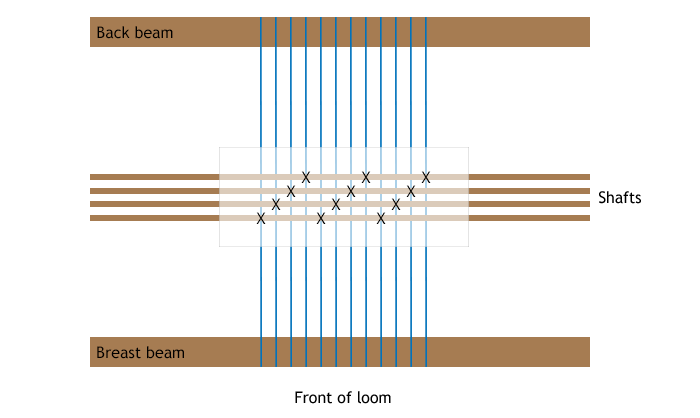 Back beam
X X X
X X X
Shafts
X X X
X X X
Breast beam
Front of loom